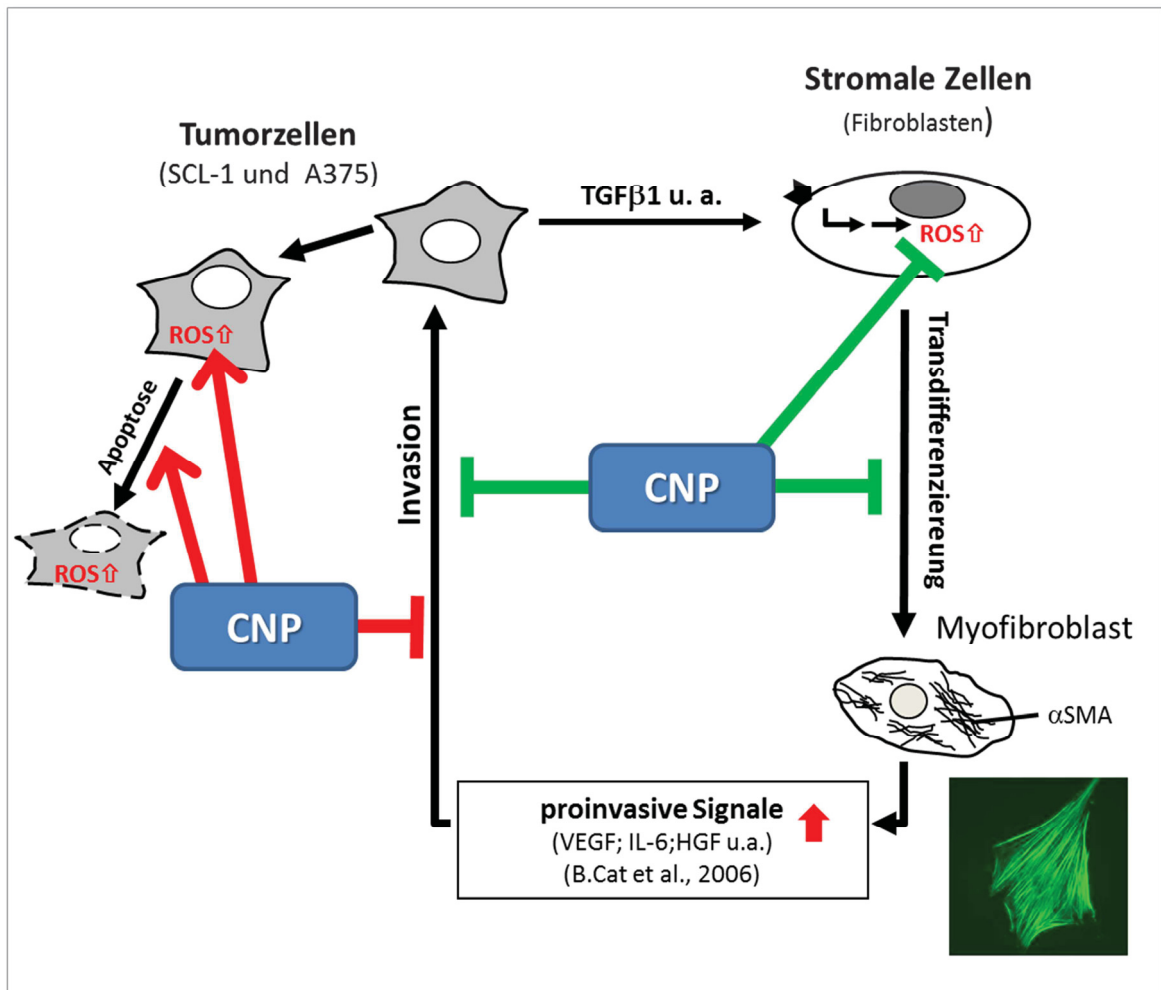 Stromale Zellen
(Fibroblasten)
Tumorzellen
(SCL-1 und A375)
TGFβ1 u. a.
ROS⇧
ROS⇧
Apoptose
Invasion
CNP
Transdifferenziereung
ROS⇧
CNP
Myofibroblast
αSMA
proinvasive Signale
(VEGF; IL-6;HGF u.a.)
(B.Cat et al., 2006)